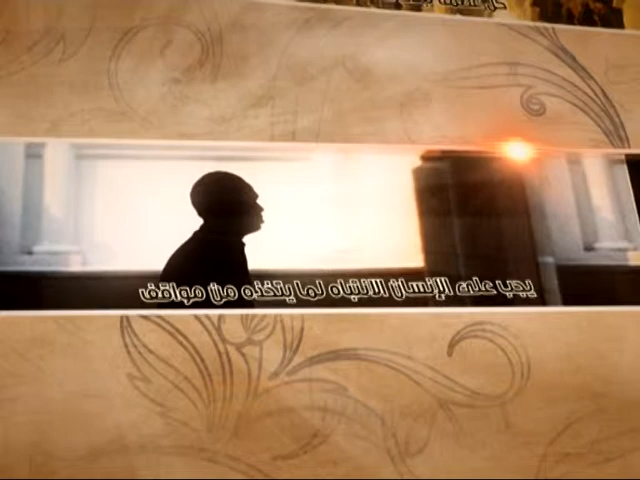 يجب على الإنسان الانتباه لما يتخذه من مواقف